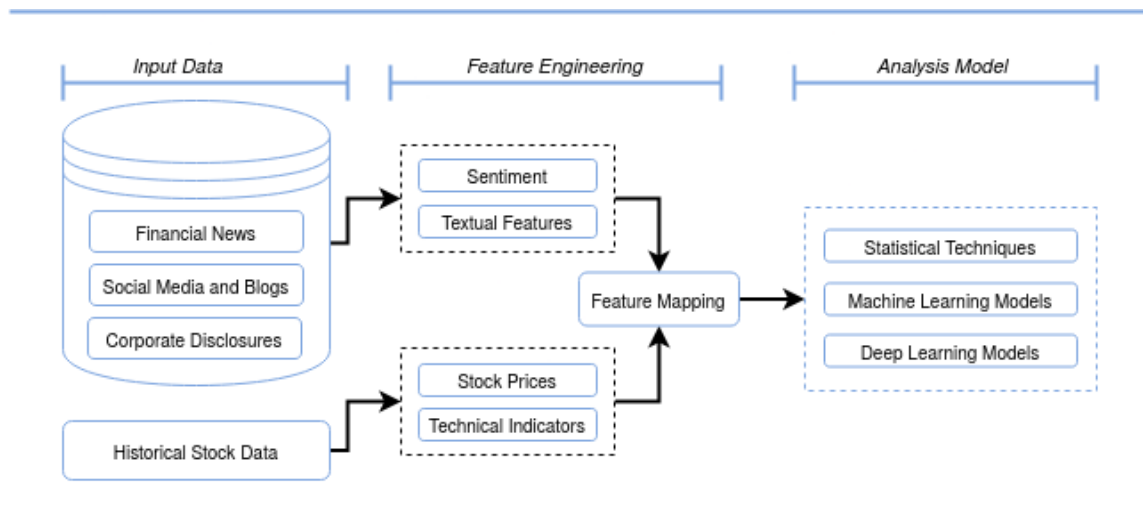 Input Data
Feature Engineering
Analysis Model
Financial News
Social Media and Blogs
Corporate Disclosures
Historical Stock Data
Sentiment
Textual Features
Stock Prices
Technical Indicators
Feature Mapping
Statistical Techniques
Machine Learning Models
Deep Learning Models